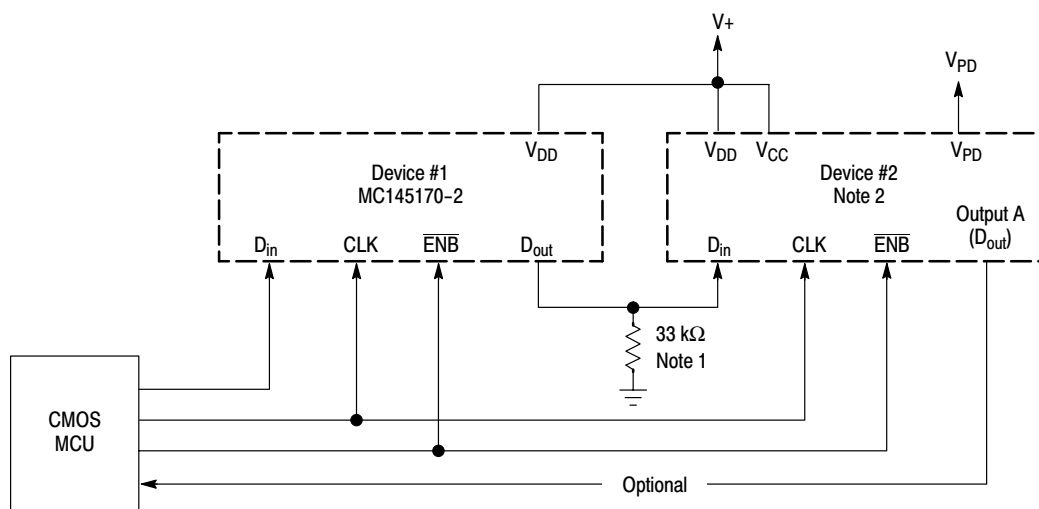 V+
VPD
VDD
VDD
VCC
VPD
Device #1
MC145170-2
Device #2
Note 2
Output A
(Dout)
Din
CLK
ENB
Dout
Din
CLK
ENB
33 kΩ
Note 1
CMOS
MCU
Optional